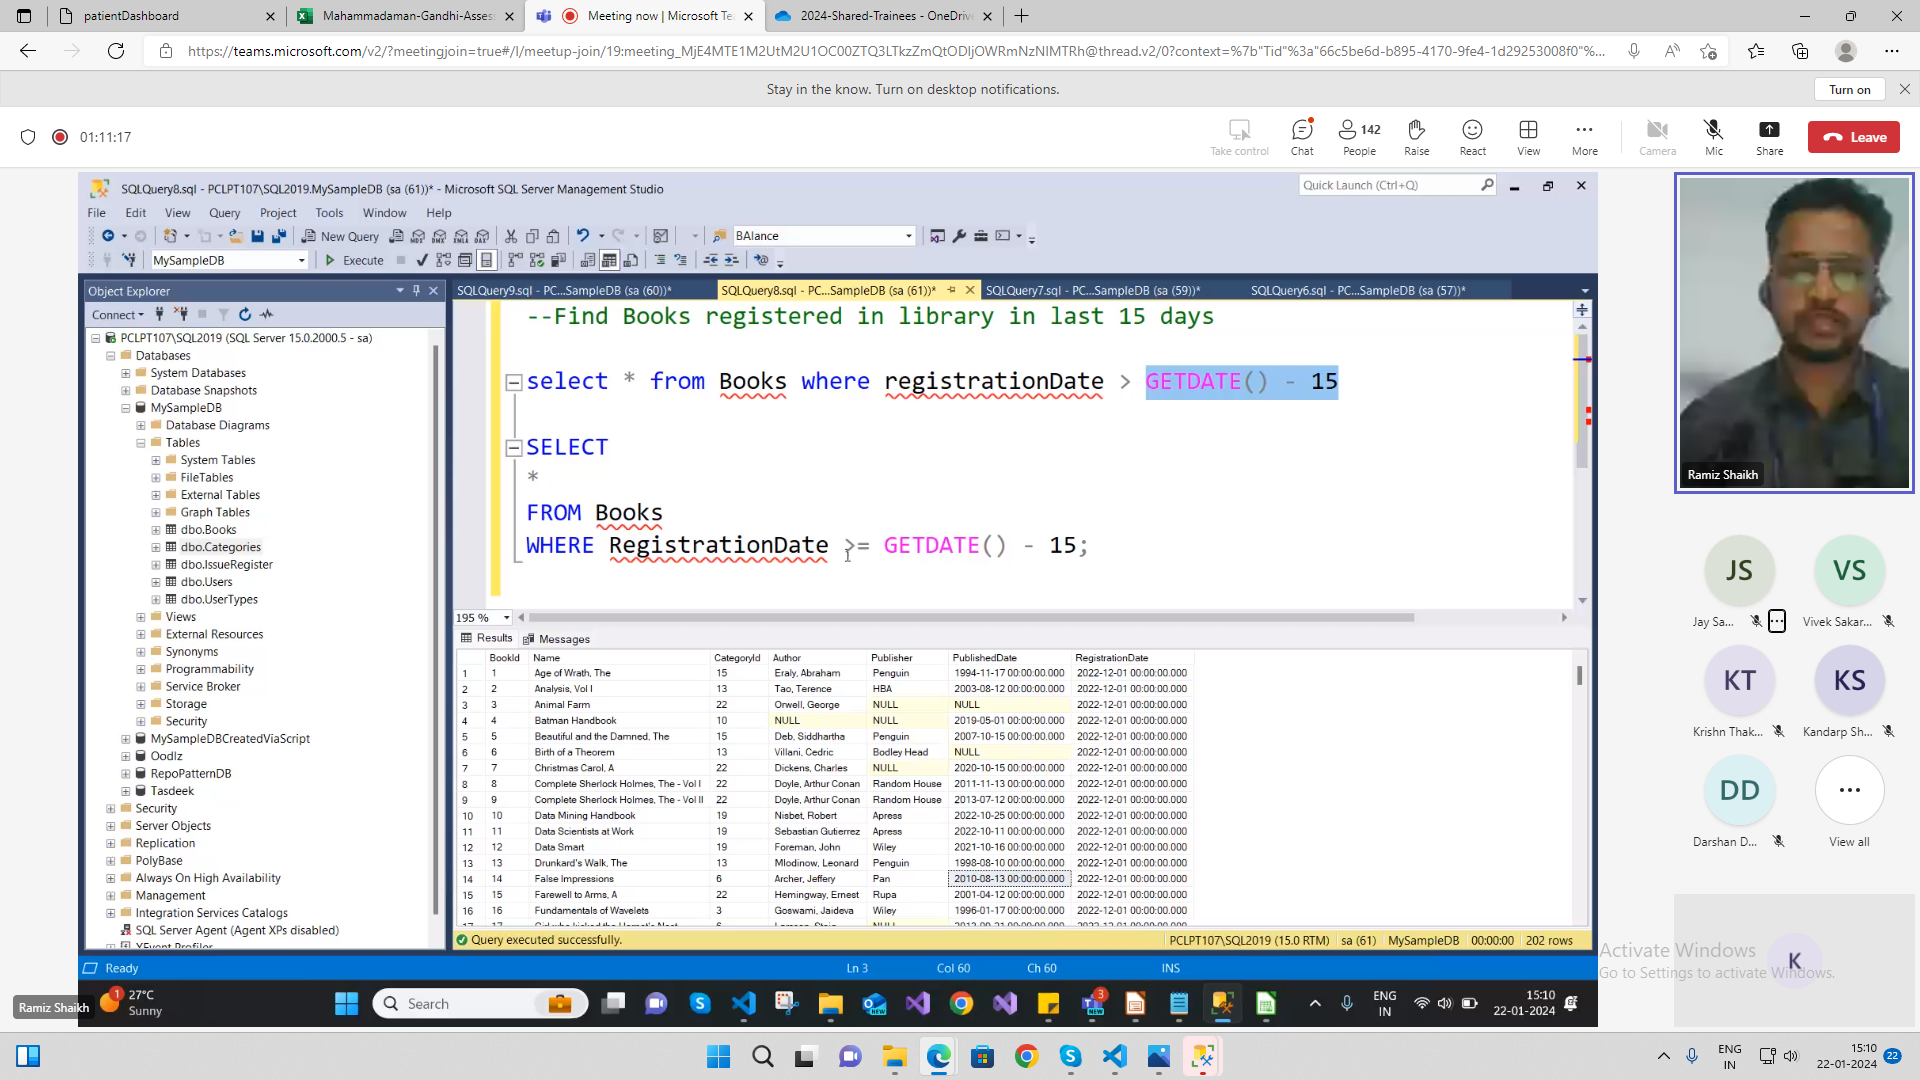 patientDashboard
Mahammadaman-Gandhi-Asses
Meeting now | Microsoft Te
2024-Shared-Trainees - OneDriv
Stay in the know. Turn on desktop notifications.
Turn on
01:11:17
Take control
Chat
142
People
Raise
React
View
More
Camera
Mic
Share
Leave
SQLQuery8.sql - PCLPT107\SQL2019.MySampleDB (sa (61))* - Microsoft SQL Server Management Studio
Quick Launch (Ctrl+Q)
File Edit View Query Project Tools Window Help
New Query
BAlance
MySampleDB
Execute
Object Explorer
SQLQuery9.sql - PC...SampleDB (sa (60))*
SQLQuery8.sql - PC...SampleDB (sa (61))*
SQLQuery7.sql - PC...SampleDB (sa (59))*
SQLQuery6.sql - PC...SampleDB (sa (57))*
Connect
PCLPT107\SQL2019 (SQL Server 15.0.2000.5 - sa)
Databases
System Databases
Database Snapshots
MySampleDB
Database Diagrams
Tables
System Tables
FileTables
External Tables
Graph Tables
dbo.Books
dbo.Categories
dbo.IssueRegister
dbo.Users
dbo.UserTypes
Views
External Resources
Synonyms
Programmability
Service Broker
Storage
Security
MySampleDBCreatedViaScript
Oodlz
RepoPatternDB
Tasdeek
Security
Server Objects
Replication
PolyBase
Always On High Availability
Management
Integration Services Catalogs
SQL Server Agent (Agent XPs disabled)
XEvent Profiler
--Find Books registered in library in last 15 days
select * from Books where registrationDate > GETDATE() - 15
SELECT
*
FROM Books
WHERE RegistrationDate >= GETDATE() - 15;
195 %
Results Messages
BookId Name CategoryId Author Publisher PublishedDate RegistrationDate
1 1 Age of Wrath, The 15 Eraly, Abraham Penguin 1994-11-17 00:00:00.000 2022-12-01 00:00:00.000
2 2 Analysis, Vol I 13 Tao, Terence HBA 2003-08-12 00:00:00.000 2022-12-01 00:00:00.000
3 3 Animal Farm 22 Orwell, George NULL NULL 2022-12-01 00:00:00.000
4 4 Batman Handbook 10 NULL NULL 2019-05-01 00:00:00.000 2022-12-01 00:00:00.000
5 5 Beautiful and the Damned, The 15 Deb, Siddhartha Penguin 2007-10-15 00:00:00.000 2022-12-01 00:00:00.000
6 6 Birth of a Theorem 13 Villani, Cedric Bodley Head NULL 2022-12-01 00:00:00.000
7 7 Christmas Carol, A 22 Dickens, Charles NULL 2020-10-15 00:00:00.000 2022-12-01 00:00:00.000
8 8 Complete Sherlock Holmes, The - Vol I 22 Doyle, Arthur Conan Random House 2011-11-13 00:00:00.000 2022-12-01 00:00:00.000
9 9 Complete Sherlock Holmes, The - Vol II 22 Doyle, Arthur Conan Random House 2013-07-12 00:00:00.000 2022-12-01 00:00:00.000
10 10 Data Mining Handbook 19 Nisbet, Robert Apress 2022-10-25 00:00:00.000 2022-12-01 00:00:00.000
11 11 Data Scientists at Work 19 Sebastian Gutierrez Apress 2022-10-11 00:00:00.000 2022-12-01 00:00:00.000
12 12 Data Smart 19 Foreman, John Wiley 2021-10-16 00:00:00.000 2022-12-01 00:00:00.000
13 13 Drunkard's Walk, The 13 Mlodinow, Leonard Penguin 1998-08-10 00:00:00.000 2022-12-01 00:00:00.000
14 14 False Impressions 6 Archer, Jeffery Pan 2010-08-13 00:00:00.000 2022-12-01 00:00:00.000
15 15 Farewell to Arms, A 22 Hemingway, Ernest Rupa 2001-04-12 00:00:00.000 2022-12-01 00:00:00.000
16 16 Fundamentals of Wavelets 3 Goswami, Jaideva Wiley 1996-01-17 00:00:00.000 2022-12-01 00:00:00.000
Query executed successfully.
PCLPT107\SQL2019 (15.0 RTM) sa (61) MySampleDB 00:00:00 202 rows
Ready
Ln 3 Col 60 Ch 60 INS
Ramiz Shaikh
JS
Jay Sa...
VS
Vivek Sakar...
KT
Krishn Thak...
KS
Kandarp Sh...
DD
Darshan D...
View all
K
Activate Windows
Go to Settings to activate Windows.
Ramiz Shaikh
1
27°C
Sunny
Search
3
NEW
NEW
ENG
IN
15:10
22-01-2024
ENG
IN
15:10
22-01-2024
22